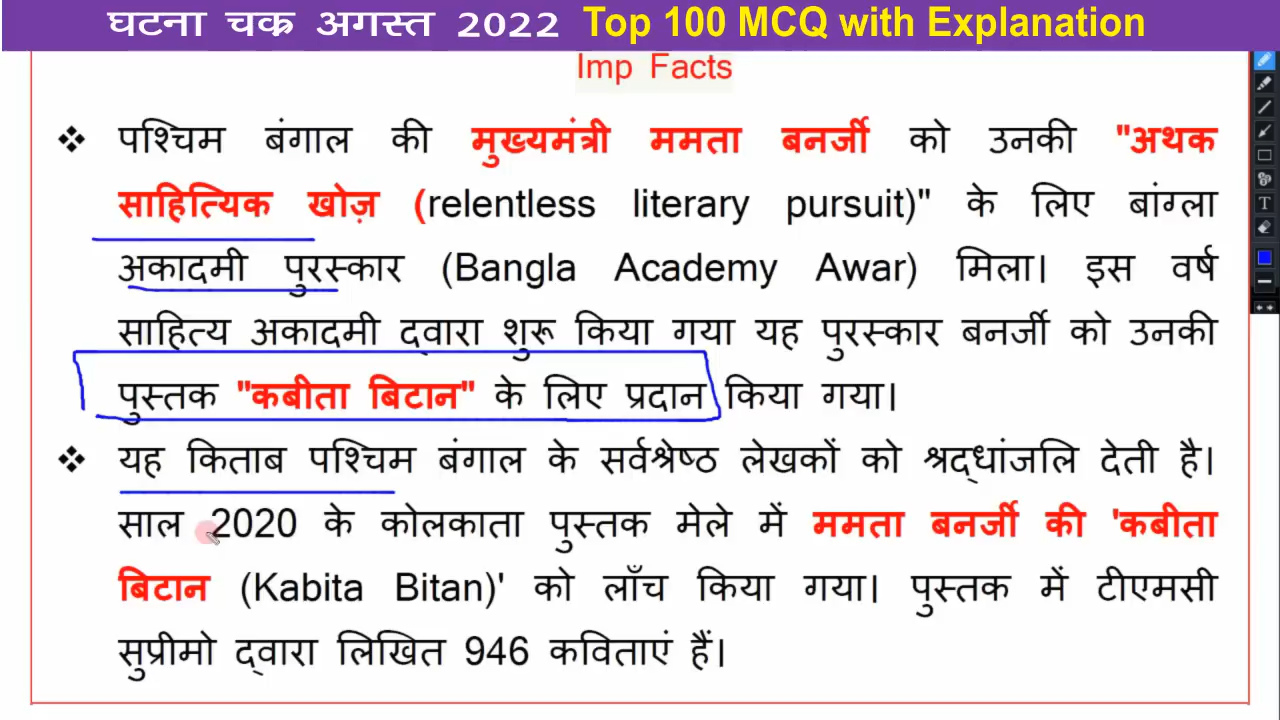 घटना चक्र अगस्त 2022 Top 100 MCQ with Explanation
Imp Facts
❖ पश्चिम बंगाल की मुख्यमंत्री ममता बनर्जी को उनकी "अथक
साहित्यिक खोज़ (relentless literary pursuit)" के लिए बांग्ला
अकादमी पुरस्कार (Bangla Academy Awar) मिला। इस वर्ष
साहित्य अकादमी द्वारा शुरू किया गया यह पुरस्कार बनर्जी को उनकी
पुस्तक "कबीता बिटान" के लिए प्रदान किया गया।
❖ यह किताब पश्चिम बंगाल के सर्वश्रेष्ठ लेखकों को श्रद्धांजलि देती है।
साल 2020 के कोलकाता पुस्तक मेले में ममता बनर्जी की 'कबीता
बिटान (Kabita Bitan)' को लाँच किया गया। पुस्तक में टीएमसी
सुप्रीमो द्वारा लिखित 946 कविताएं हैं।